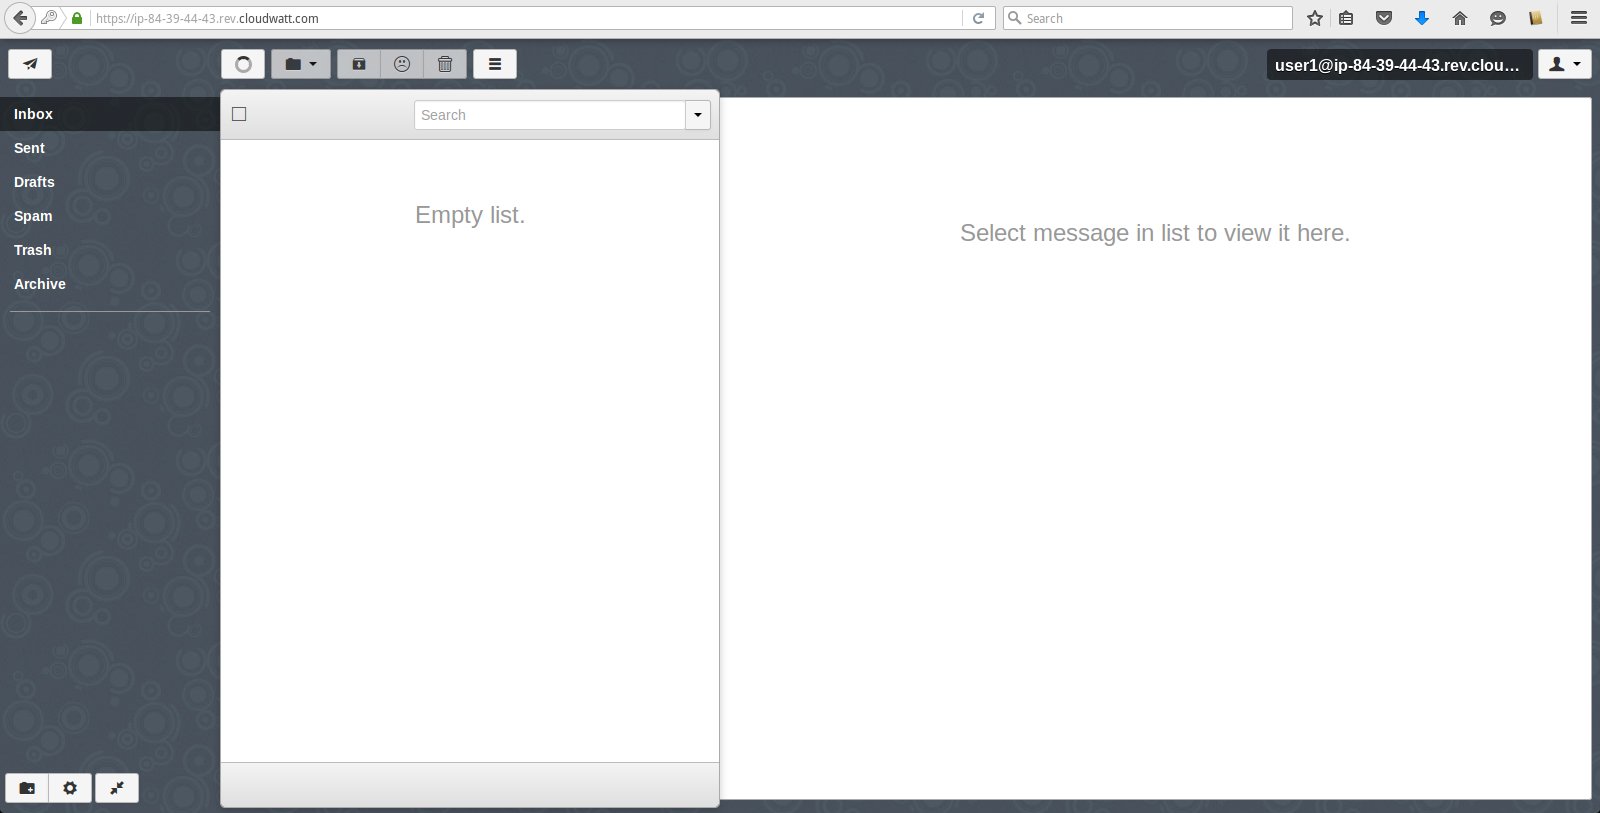 https://ip-84-39-44-43.rev.cloudwatt.com
Search
user1@ip-84-39-44-43.rev.clou...
Inbox
Sent
Drafts
Spam
Trash
Archive
Search
Empty list.
Select message in list to view it here.